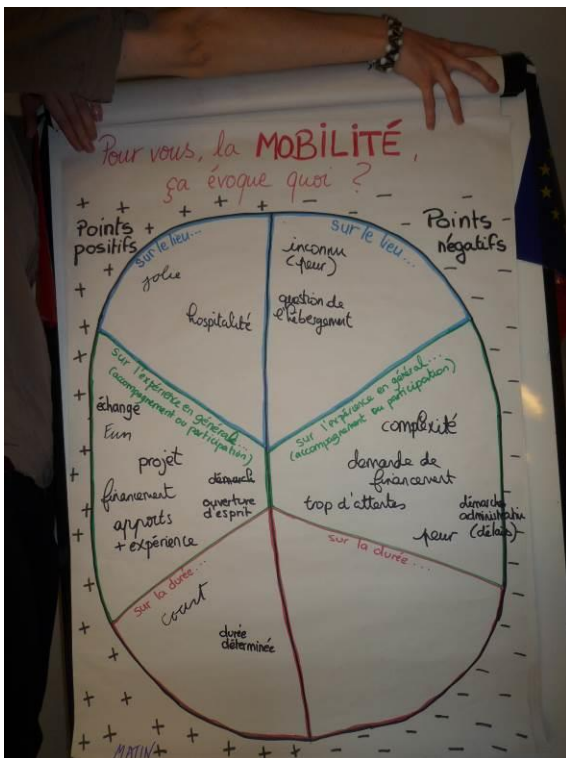 Pour vous, la MOBILITÉ,
ça évoque quoi ?
Points
positifs
sur le lieu...
jolie
hospitalité
sur le lieu...
Points
négatifs
inconnu
(peur)
question de
l'hébergement
sur l'expérience en général...
(accompagnement ou participation)
échange
Fun
projet
financement
démarch
ouverture
d'esprit
apports
+ expérience
sur l'expérience en général...
(accompagnement ou participation)
complexité
demande de
financement
trop d'attentes
démarche
(délais)
peur
sur la durée...
court
durée
déterminée
sur la durée....
MATIN